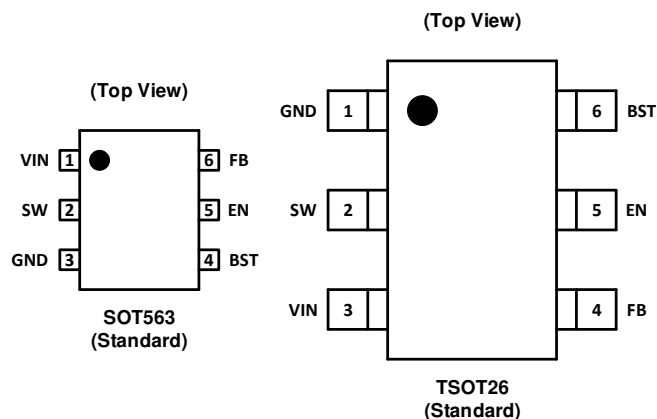 (Top View)
VIN 1 6 FB
SW 2 5 EN
GND 3 4 BST
SOT563
(Standard)
(Top View)
GND 1 6 BST
SW 2 5 EN
VIN 3 4 FB
TSOT26
(Standard)